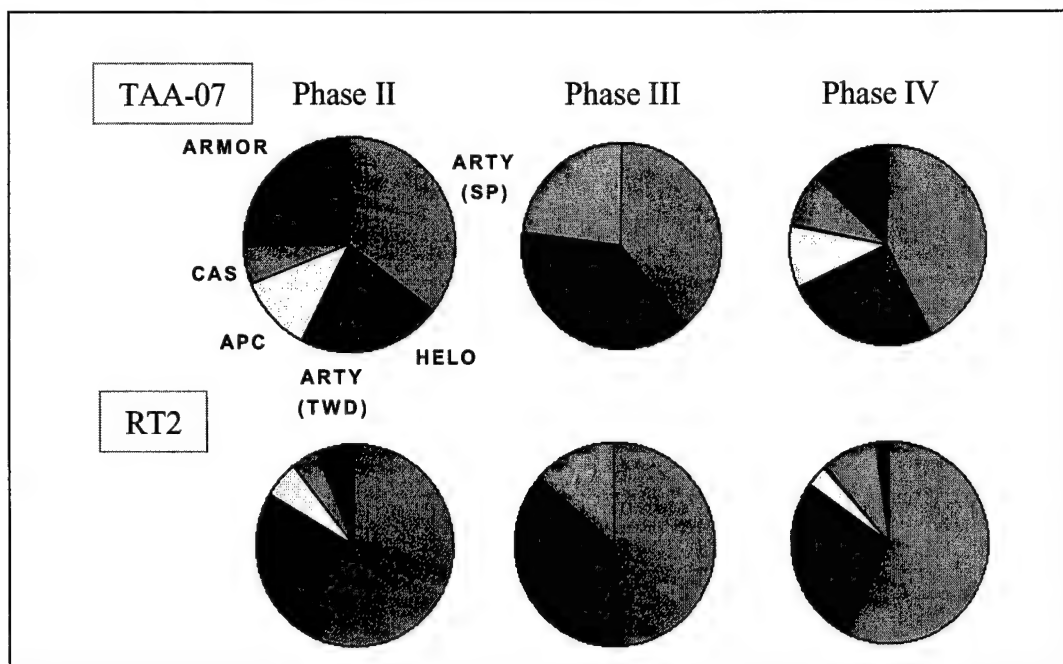 TAA-07
Phase II
Phase III
Phase IV
ARMOR
ARTY
(SP)
CAS
APC
HELO
ARTY
(TWD)
RT2